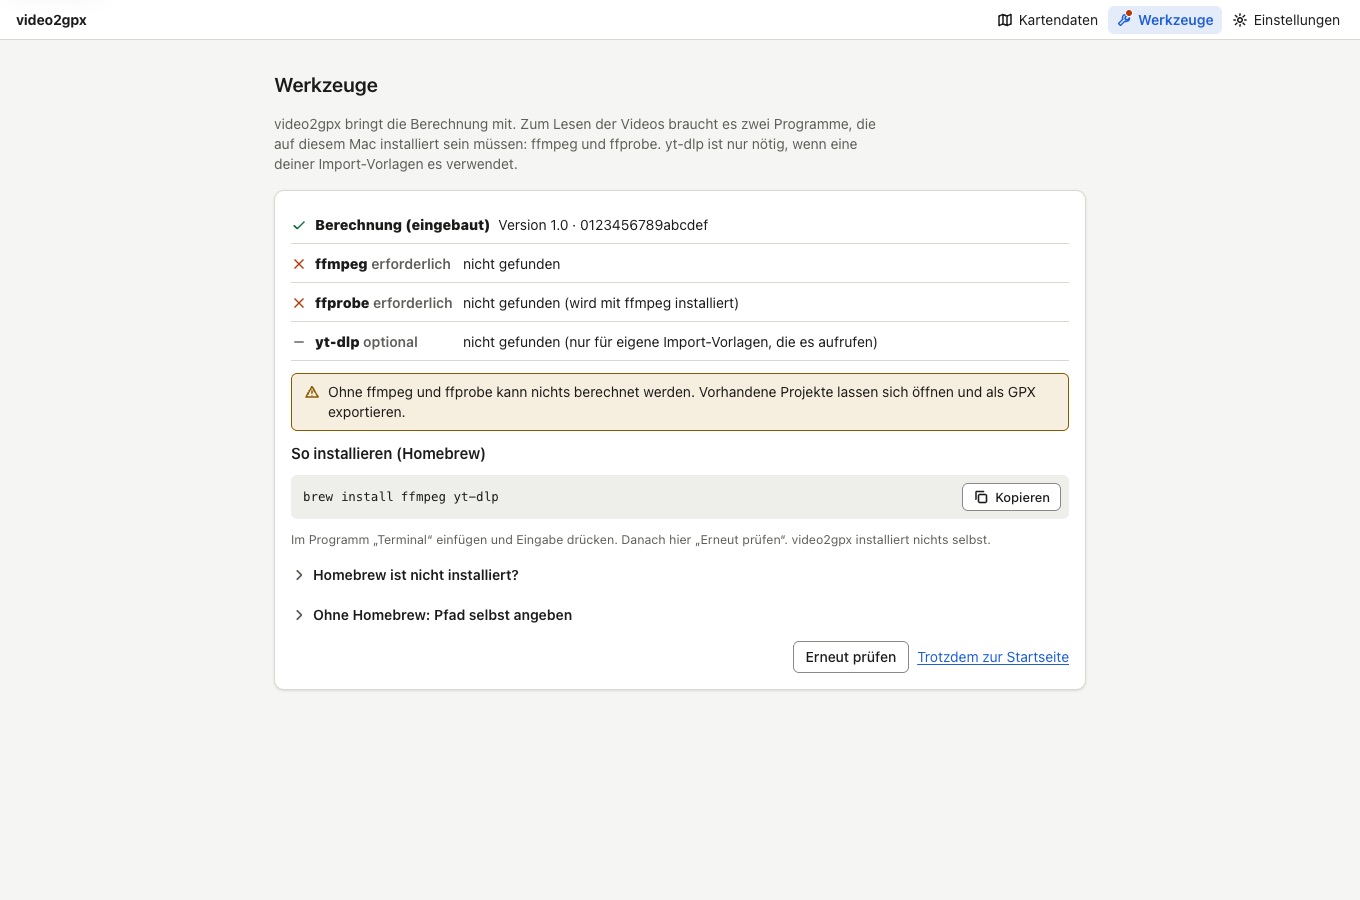 video2gpx
Kartendaten
Werkzeuge
Einstellungen
Werkzeuge
video2gpx bringt die Berechnung mit. Zum Lesen der Videos braucht es zwei Programme, die
auf diesem Mac installiert sein müssen: ffmpeg und ffprobe. yt-dlp ist nur nötig, wenn eine
deiner Import-Vorlagen es verwendet.
Berechnung (eingebaut) Version 1.0 · 0123456789abcdef
ffmpeg erforderlich nicht gefunden
ffprobe erforderlich nicht gefunden (wird mit ffmpeg installiert)
yt-dlp optional nicht gefunden (nur für eigene Import-Vorlagen, die es aufrufen)
Ohne ffmpeg und ffprobe kann nichts berechnet werden. Vorhandene Projekte lassen sich öffnen und als GPX
exportieren.
So installieren (Homebrew)
brew install ffmpeg yt-dlp
Kopieren
Im Programm „Terminal“ einfügen und Eingabe drücken. Danach hier „Erneut prüfen“. video2gpx installiert nichts selbst.
Homebrew ist nicht installiert?
Ohne Homebrew: Pfad selbst angeben
Erneut prüfen
Trotzdem zur Startseite